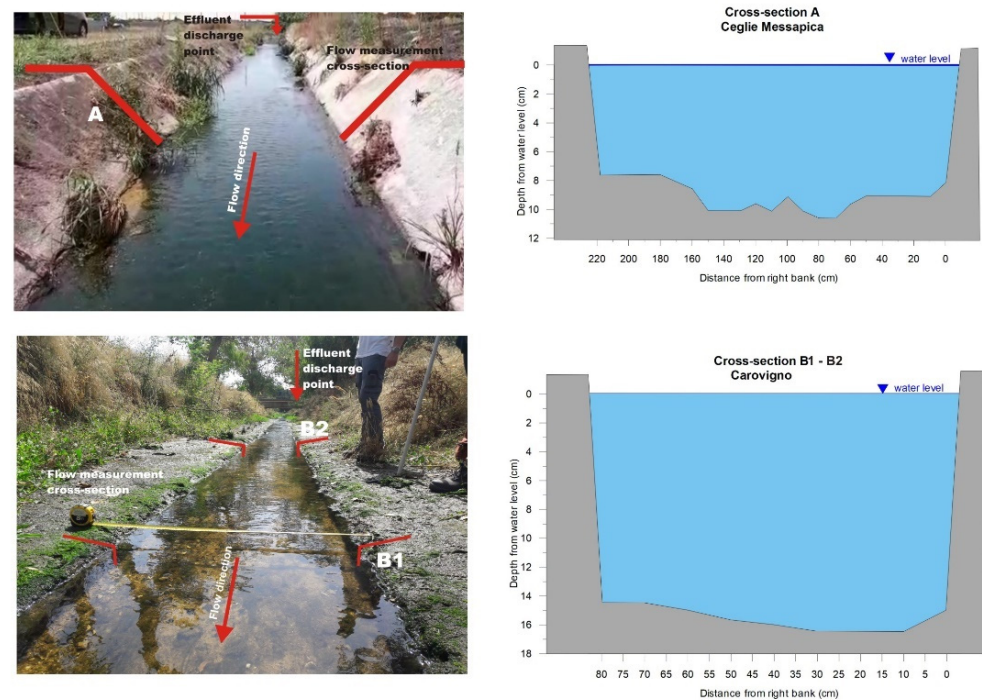 Effluent
discharge
point
Flow measurement
cross-section
A
Flow direction
Cross-section A
Ceglie Messapica
water level
0
2
4
6
8
10
12
Depth from water level (cm)
220 200 180 160 140 120 100 80 60 40 20 0
Distance from right bank (cm)
Effluent
discharge
point
B2
Flow measurement
cross-section
B1
Flow direction
Cross-section B1 - B2
Carovigno
water level
0
2
4
6
8
10
12
14
16
18
Depth from water level (cm)
80 75 70 65 60 55 50 45 40 35 30 25 20 15 10 5 0
Distance from right bank (cm)